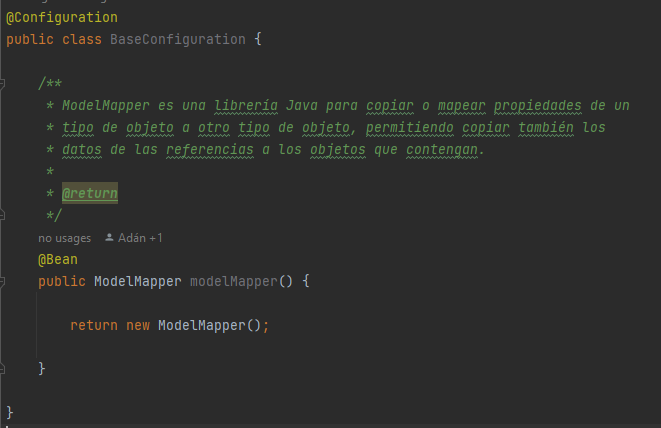 @Configuration
public class BaseConfiguration {
/**
* ModelMapper es una librería Java para copiar o mapear propiedades de un
* tipo de objeto a otro tipo de objeto, permitiendo copiar también los
* datos de las referencias a los objetos que contengan.
*
* @return
*/
no usages Adán +1
@Bean
public ModelMapper modelMapper() {
return new ModelMapper();
}
}